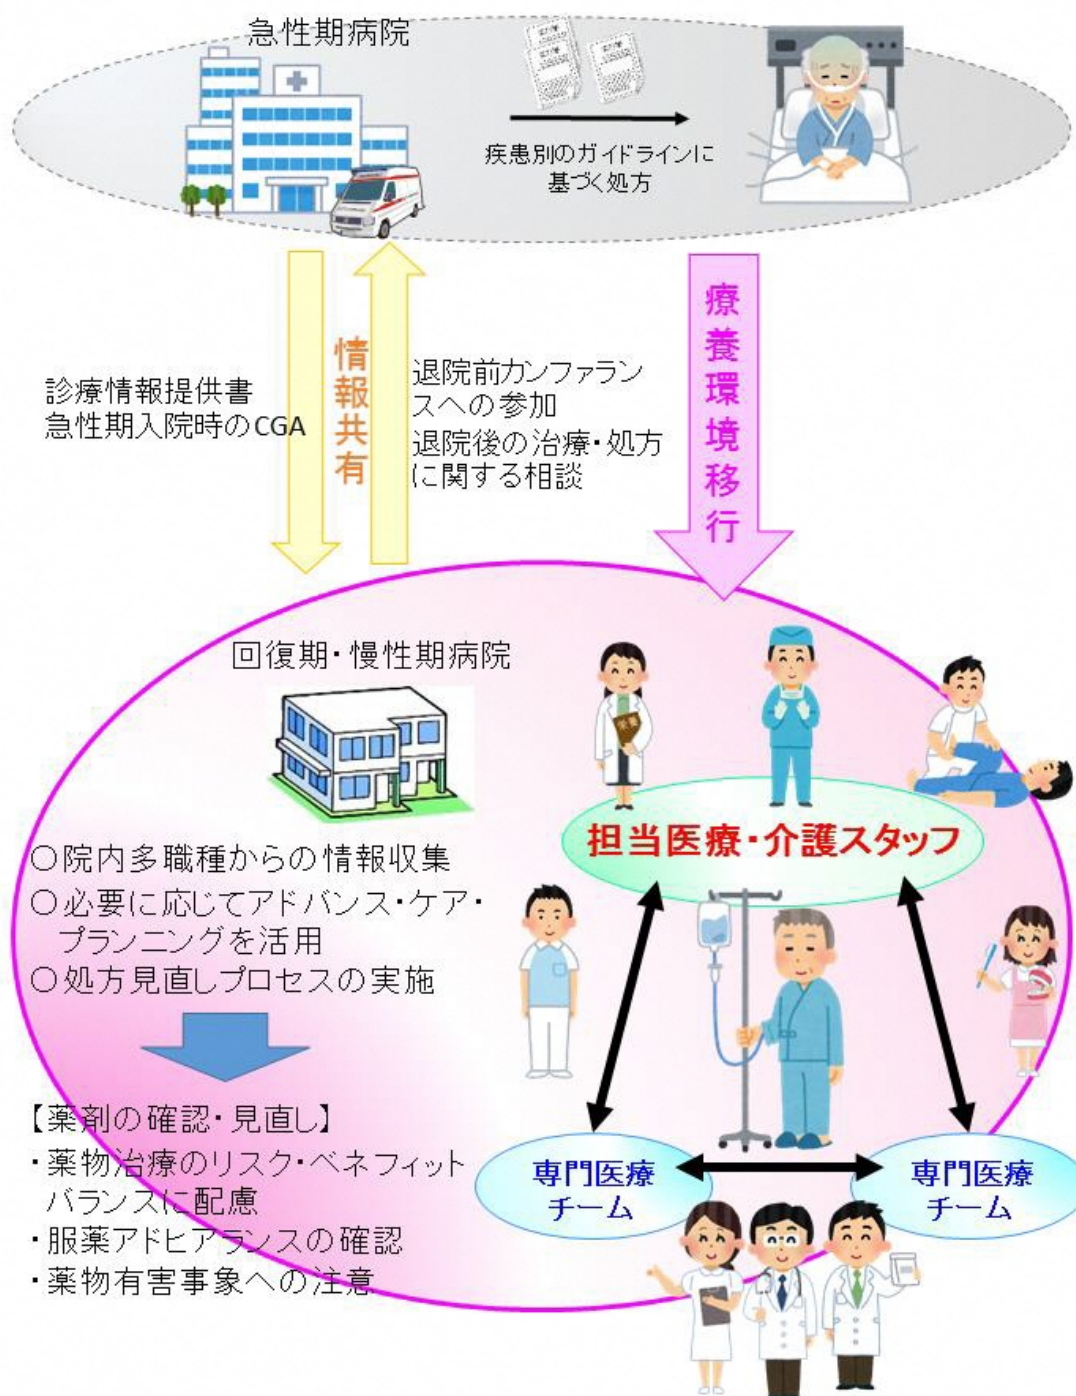 急性期病院
疾患別のガイドラインに
基づく処方
診療情報提供書
急性期入院時のCGA
情報共有
退院前カンファラン
スへの参加
退院後の治療・処方
に関する相談
療養環境移行
回復期・慢性期病院
○院内多職種からの情報収集
○必要に応じてアドバンス・ケア・
プランニングを活用
○処方見直しプロセスの実施
【薬剤の確認・見直し】
・薬物治療のリスク・ベネフィット
バランスに配慮
・服薬アドヒアランスの確認
・薬物有害事象への注意
担当医療・介護スタッフ
専門医療
チーム
専門医療
チーム